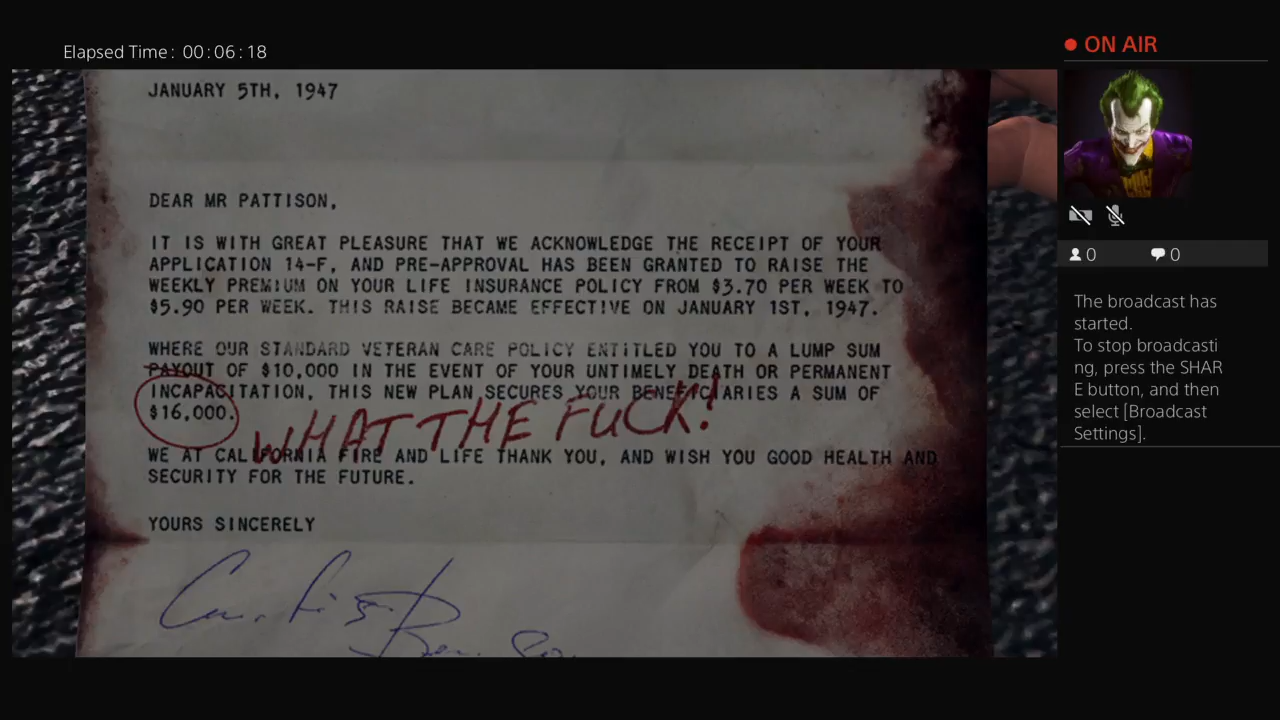 Elapsed Time: 00:06:18
ON AIR
JANUARY 5TH, 1947
DEAR MR PATTISON,
IT IS WITH GREAT PLEASURE THAT WE ACKNOWLEDGE THE RECEIPT OF YOUR
APPLICATION 14-F, AND PRE-APPROVAL HAS BEEN GRANTED TO RAISE THE
WEEKLY PREMIUM ON YOUR LIFE INSURANCE POLICY FROM $3.70 PER WEEK TO
$5.90 PER WEEK. THIS RAISE BECAME EFFECTIVE ON JANUARY 1ST, 1947.
WHERE OUR STANDARD VETERAN CARE POLICY ENTITLED YOU TO A LUMP SUM
PAYOUT OF $10,000 IN THE EVENT OF YOUR UNTIMELY DEATH OR PERMANENT
INCAPACITATION, THIS NEW PLAN SECURES YOUR BENEFICIARIES A SUM OF
$16,000.
WHAT THE FUCK!
WE AT CALIFORNIA FIRE AND LIFE THANK YOU, AND WISH YOU GOOD HEALTH AND
SECURITY FOR THE FUTURE.
YOURS SINCERELY
0
0
The broadcast has
started.
To stop broadcasti
ng, press the SHAR
E button, and then
select [Broadcast
Settings].